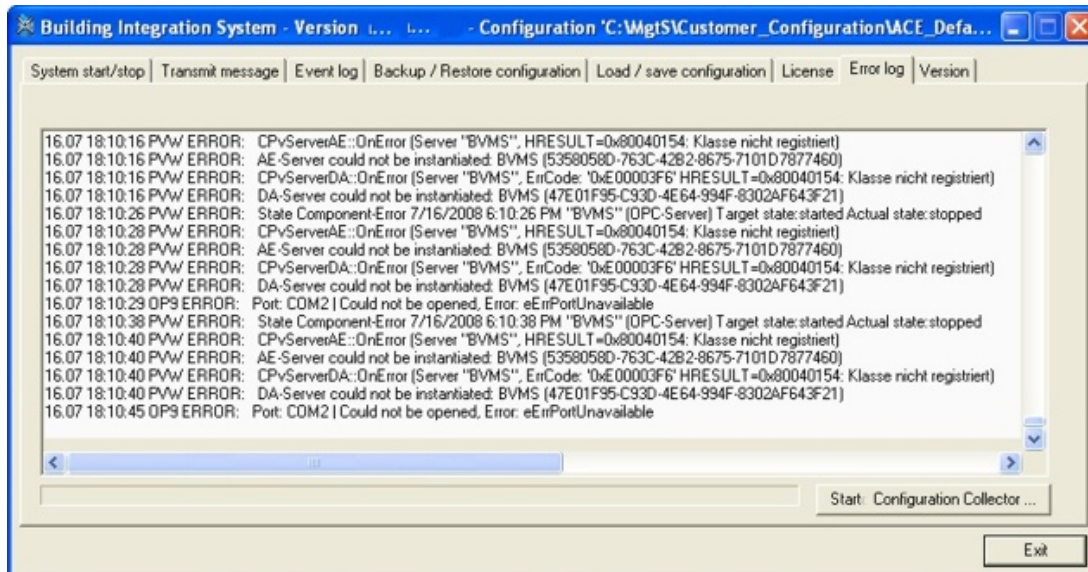 Building Integration System - Version - Configuration 'C:\MgtS\Customer_Configuration\ACE_Defa...
System start/stop Transmit message Event log Backup / Restore configuration Load / save configuration License Error log Version
16.07 18:10:16 PVW ERROR: CPvServerAE::OnError (Server "BVMS", HRESULT=0x80040154: Klasse nicht registriert)
16.07 18:10:16 PVW ERROR: AE-Server could not be instantiated: BVMS (5358058D-763C-42B2-8675-7101D7877460)
16.07 18:10:16 PVW ERROR: CPvServerDA::OnError (Server "BVMS", ErrCode: '0xE00003F6' HRESULT=0x80040154: Klasse nicht registriert)
16.07 18:10:16 PVW ERROR: DA-Server could not be instantiated: BVMS (47E01F95-C93D-4E64-994F-8302AF643F21)
16.07 18:10:26 PVW ERROR: State Component-Error 7/16/2008 6:10:26 PM "BVMS" (OPC-Server) Target state:started Actual state:stopped
16.07 18:10:28 PVW ERROR: CPvServerAE::OnError (Server "BVMS", HRESULT=0x80040154: Klasse nicht registriert)
16.07 18:10:28 PVW ERROR: AE-Server could not be instantiated: BVMS (5358058D-763C-42B2-8675-7101D7877460)
16.07 18:10:28 PVW ERROR: CPvServerDA::OnError (Server "BVMS", ErrCode: '0xE00003F6' HRESULT=0x80040154: Klasse nicht registriert)
16.07 18:10:28 PVW ERROR: DA-Server could not be instantiated: BVMS (47E01F95-C93D-4E64-994F-8302AF643F21)
16.07 18:10:29 OP9 ERROR: Port: COM2 | Could not be opened, Error: eErrPortUnavailable
16.07 18:10:38 PVW ERROR: State Component-Error 7/16/2008 6:10:38 PM "BVMS" (OPC-Server) Target state:started Actual state:stopped
16.07 18:10:40 PVW ERROR: CPvServerAE::OnError (Server "BVMS", HRESULT=0x80040154: Klasse nicht registriert)
16.07 18:10:40 PVW ERROR: AE-Server could not be instantiated: BVMS (5358058D-763C-42B2-8675-7101D7877460)
16.07 18:10:40 PVW ERROR: CPvServerDA::OnError (Server "BVMS", ErrCode: '0xE00003F6' HRESULT=0x80040154: Klasse nicht registriert)
16.07 18:10:40 PVW ERROR: DA-Server could not be instantiated: BVMS (47E01F95-C93D-4E64-994F-8302AF643F21)
16.07 18:10:45 OP9 ERROR: Port: COM2 | Could not be opened, Error: eErrPortUnavailable
Start Configuration Collector ...
Exit